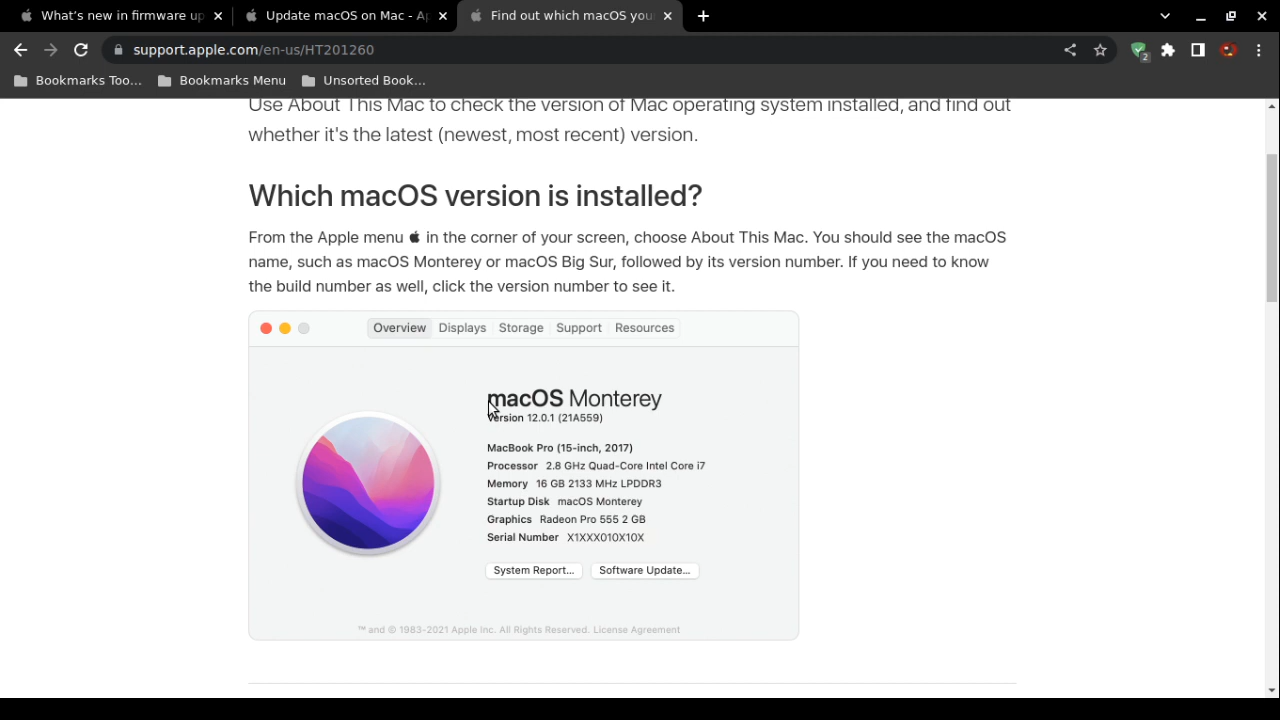 What's new in firmware up
Update macOS on Mac - Ap
Find out which macOS you
support.apple.com/en-us/HT201260
2
Bookmarks Too... Bookmarks Menu Unsorted Book...
Use About This Mac to check the version of Mac operating system installed, and find out
whether it's the latest (newest, most recent) version.
Which macOS version is installed?
From the Apple menu in the corner of your screen, choose About This Mac. You should see the macOS
name, such as macOS Monterey or macOS Big Sur, followed by its version number. If you need to know
the build number as well, click the version number to see it.
Overview Displays Storage Support Resources
macOS Monterey
Version 12.0.1 (21A559)
MacBook Pro (15-inch, 2017)
Processor 2.8 GHz Quad-Core Intel Core i7
Memory 16 GB 2133 MHz LPDDR3
Startup Disk macOS Monterey
Graphics Radeon Pro 555 2 GB
Serial Number X1XXX010X10X
System Report... Software Update...
™ and © 1983-2021 Apple Inc. All Rights Reserved. License Agreement